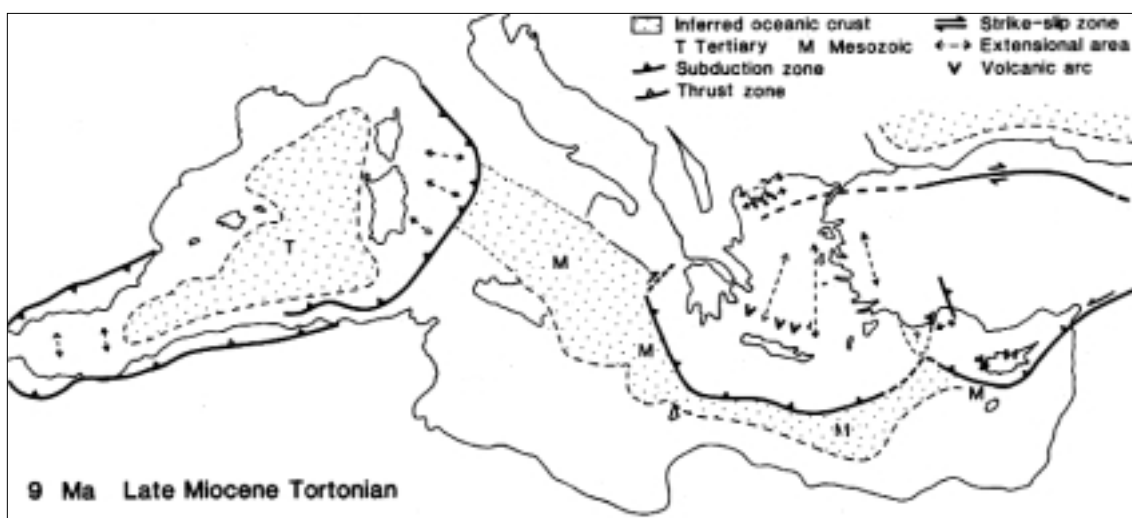 Inferred oceanic crust
T Tertiary M Mesozoic
Subduction zone
Thrust zone
Strike-slip zone
Extensional area
V Volcanic arc
T
M
M
M
M
V
V V V
9 Ma Late Miocene Tortonian